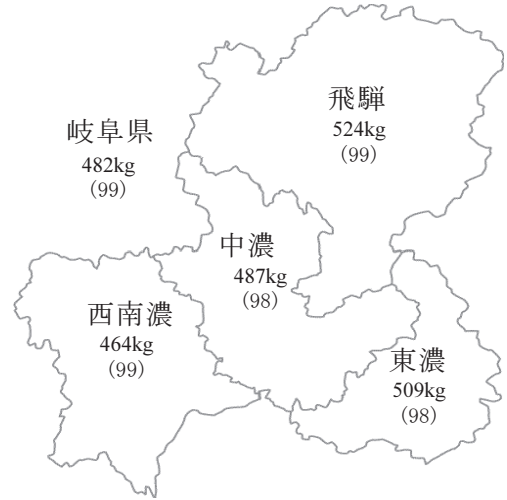 飛騨
524kg
(99)
岐阜県
482kg
(99)
中濃
487kg
(98)
西南濃
464kg
(99)
東濃
509kg
(98)